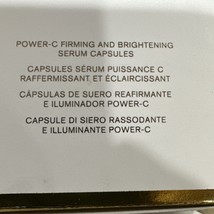 POWER-C FIRMING AND BRIGHTENING
SERUM CAPSULES
CAPSULES SÉRUM PUISSANCE C
RAFFERMISSANT ET ÉCLAIRCISSANT
CÁPSULAS DE SUERO REAFIRMANTE
E ILUMINADOR POWER-C
CAPSULE DI SIERO RASSODANTE
E ILLUMINANTE POWER-C